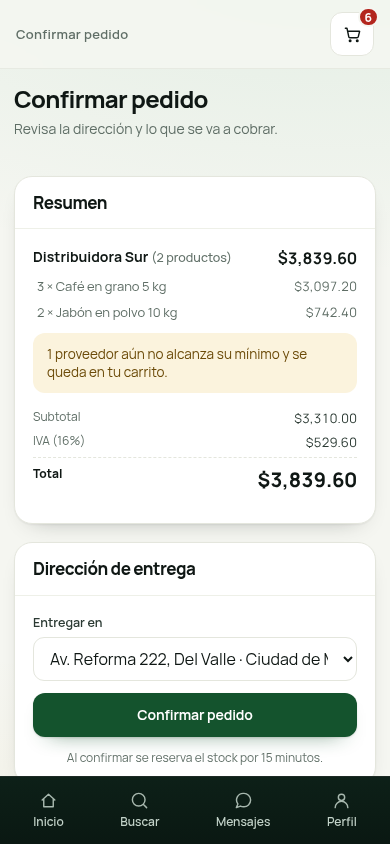 Confirmar pedido
6
Confirmar pedido
Revisa la dirección y lo que se va a cobrar.
Resumen
Distribuidora Sur (2 productos) $3,839.60
3 × Café en grano 5 kg $3,097.20
2 × Jabón en polvo 10 kg $742.40
1 proveedor aún no alcanza su mínimo y se
queda en tu carrito.
Subtotal $3,310.00
IVA (16%) $529.60
Total $3,839.60
Dirección de entrega
Entregar en
Av. Reforma 222, Del Valle · Ciudad de
Confirmar pedido
Al confirmar se reserva el stock por 15 minutos.
Inicio Buscar Mensajes Perfil